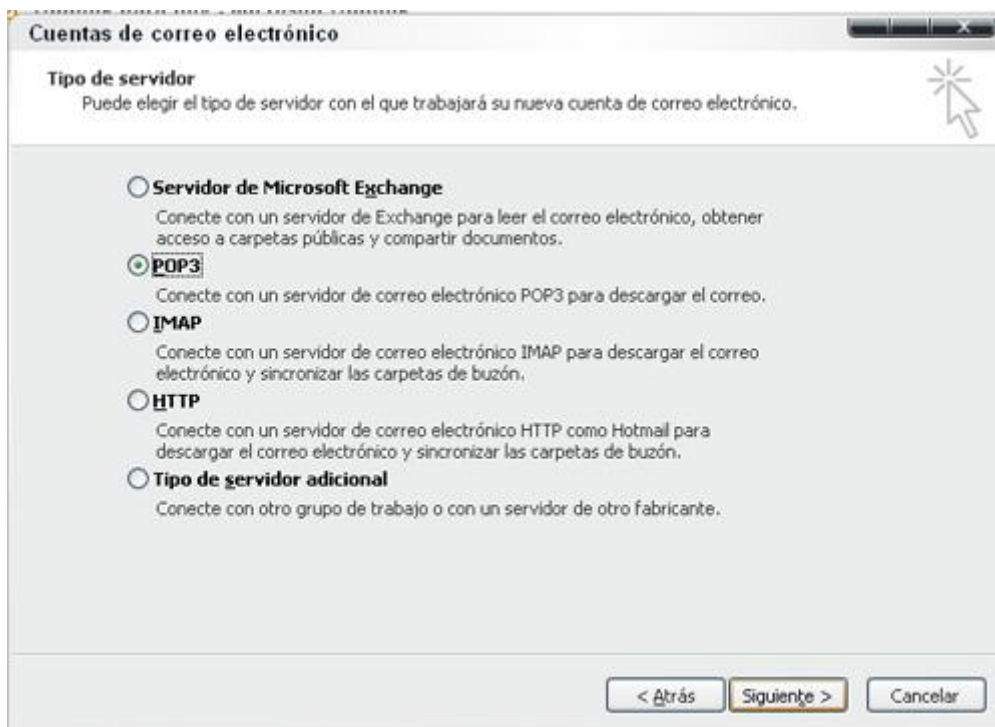 Cuentas de correo electrónico
Tipo de servidor
Puede elegir el tipo de servidor con el que trabajará su nueva cuenta de correo electrónico.
Servidor de Microsoft Exchange
Conecte con un servidor de Exchange para leer el correo electrónico, obtener
acceso a carpetas públicas y compartir documentos.
POP3
Conecte con un servidor de correo electrónico POP3 para descargar el correo.
IMAP
Conecte con un servidor de correo electrónico IMAP para descargar el correo
electrónico y sincronizar las carpetas de buzón.
HTTP
Conecte con un servidor de correo electrónico HTTP como Hotmail para
descargar el correo electrónico y sincronizar las carpetas de buzón.
Tipo de servidor adicional
Conecte con otro grupo de trabajo o con un servidor de otro fabricante.
< Atrás Siguiente > Cancelar